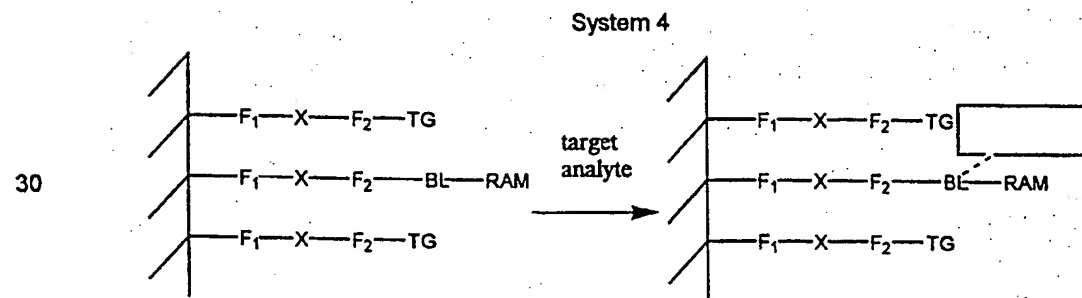 System 4
F₁—X—F₂—TG F₁—X—F₂—TG
target
analyte
30 F₁—X—F₂—BL—RAM F₁—X—F₂—BL—RAM
F₁—X—F₂—TG F₁—X—F₂—TG